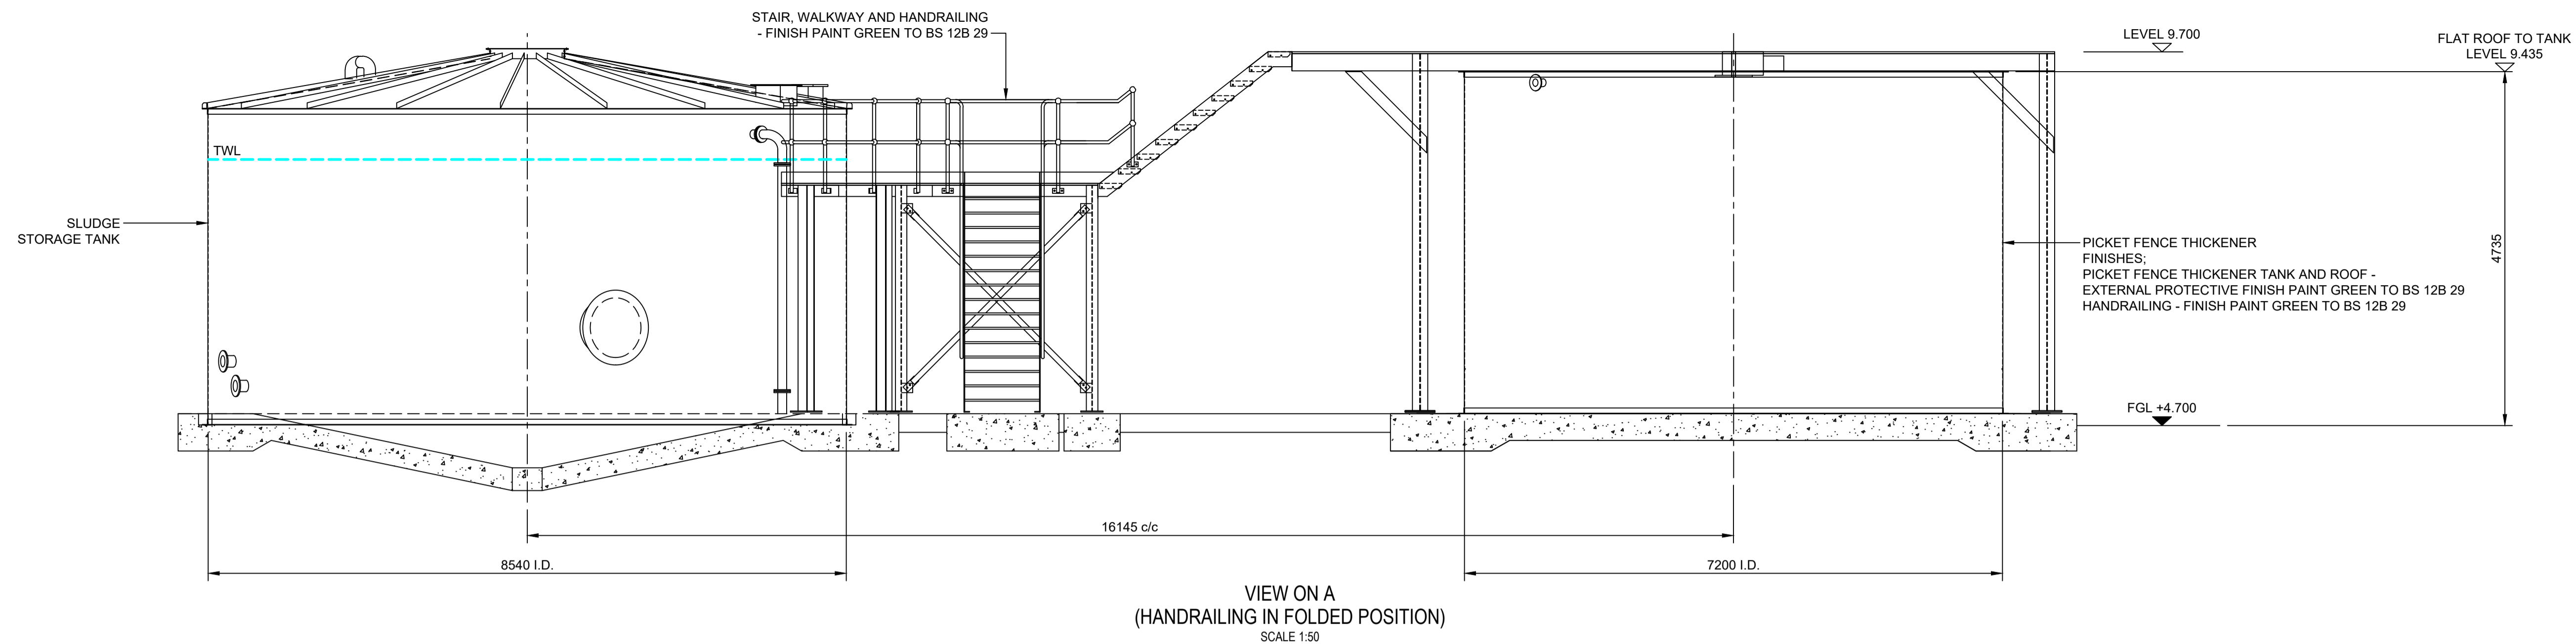 STAIR, WALKWAY AND HANDRAILING
- FINISH PAINT GREEN TO BS 12B 29
LEVEL 9.700
FLAT ROOF TO TANK
LEVEL 9.435
TWL
SLUDGE
STORAGE TANK
4735
PICKET FENCE THICKENER
FINISHES;
PICKET FENCE THICKENER TANK AND ROOF -
EXTERNAL PROTECTIVE FINISH PAINT GREEN TO BS 12B 29
HANDRAILING - FINISH PAINT GREEN TO BS 12B 29
FGL +4.700
16145 c/c
8540 I.D.
7200 I.D.
VIEW ON A
(HANDRAILING IN FOLDED POSITION)
SCALE 1:50